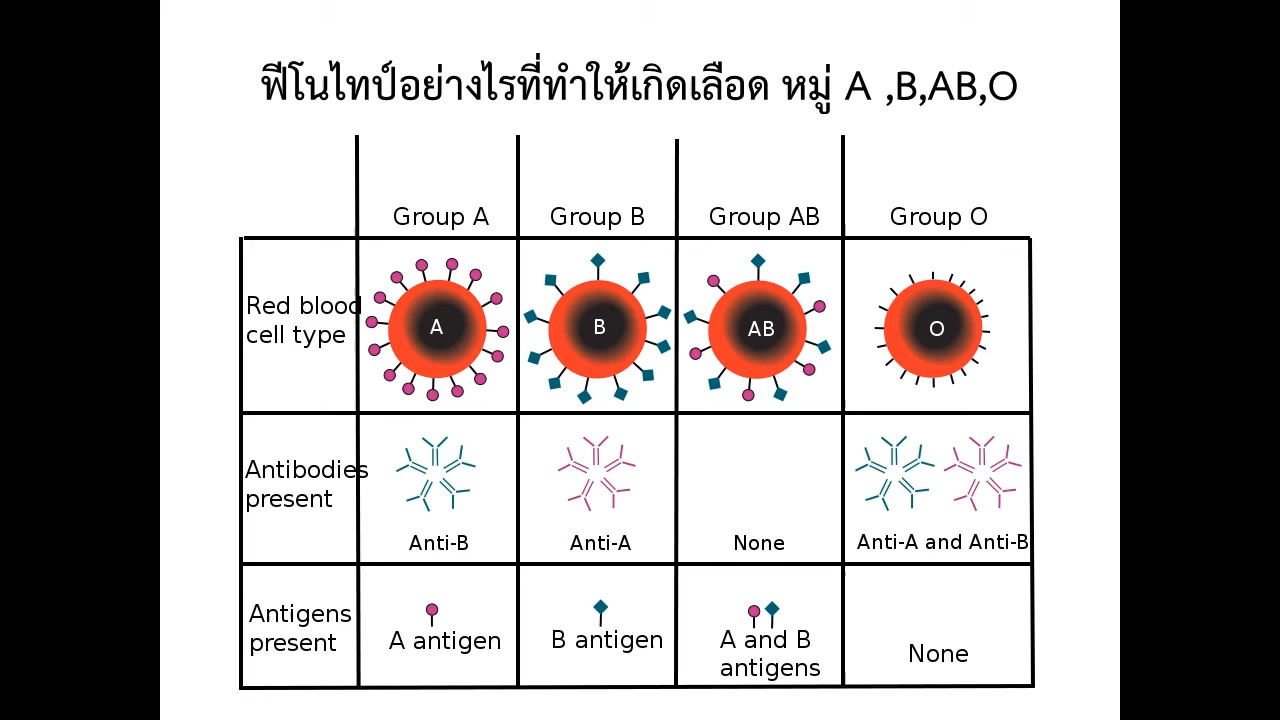 ฟีโนไทป์อย่างไรที่ทำให้เกิดเลือด หมู่ A ,B,AB,O
Group A
Group B
Group AB
Group O
Red blood
cell type
A
B
AB
O
Antibodies
present
Anti-B
Anti-A
None
Anti-A and Anti-B
Antigens
present
A antigen
B antigen
A and B
antigens
None